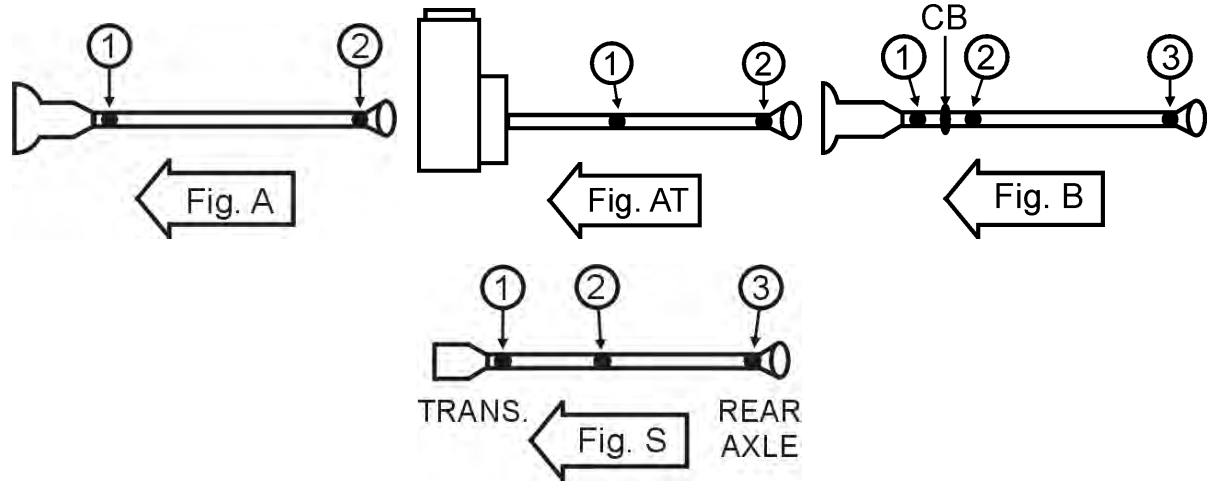 1
2
Fig. A
1
2
Fig. AT
CB
1
2
3
Fig. B
1
2
3
TRANS.
REAR
AXLE
Fig. S